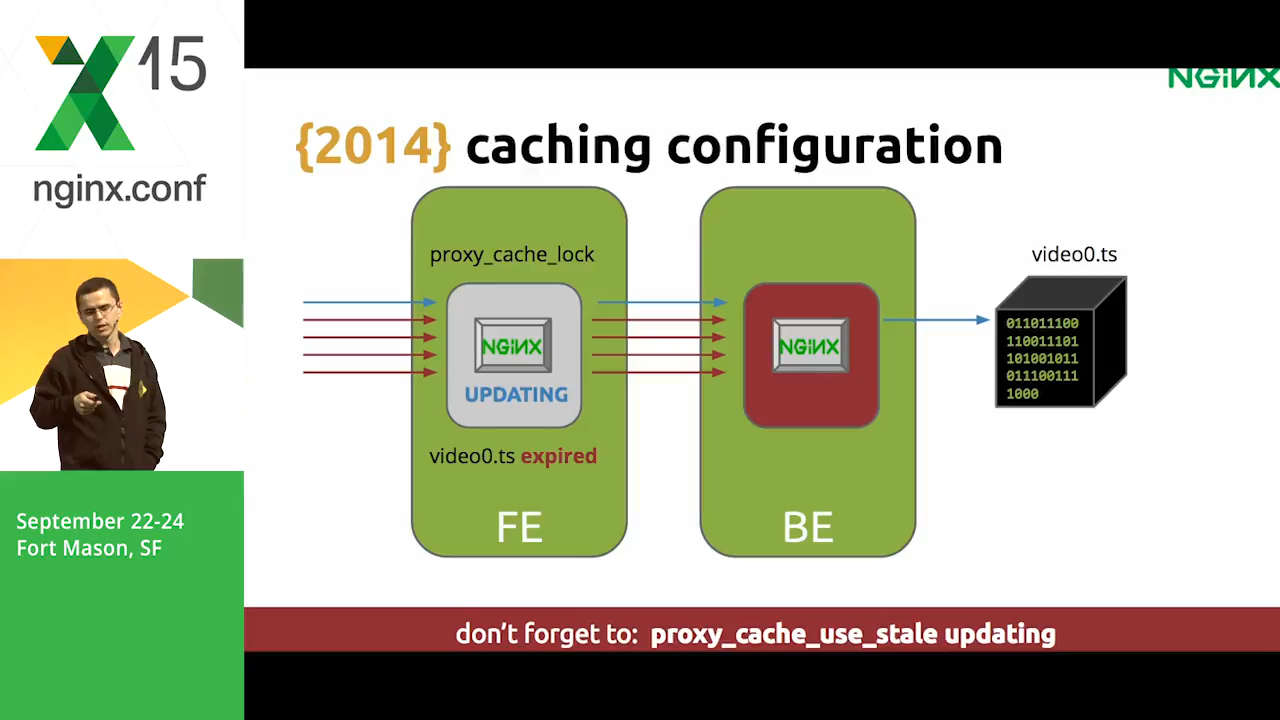 15
nginx.conf
NGINX
{2014} caching configuration
proxy_cache_lock
video0.ts
NGINX
NGINX
UPDATING
011011100
110011101
101001011
011100111
1000
video0.ts expired
FE
BE
September 22-24
Fort Mason, SF
don't forget to: proxy_cache_use_stale updating